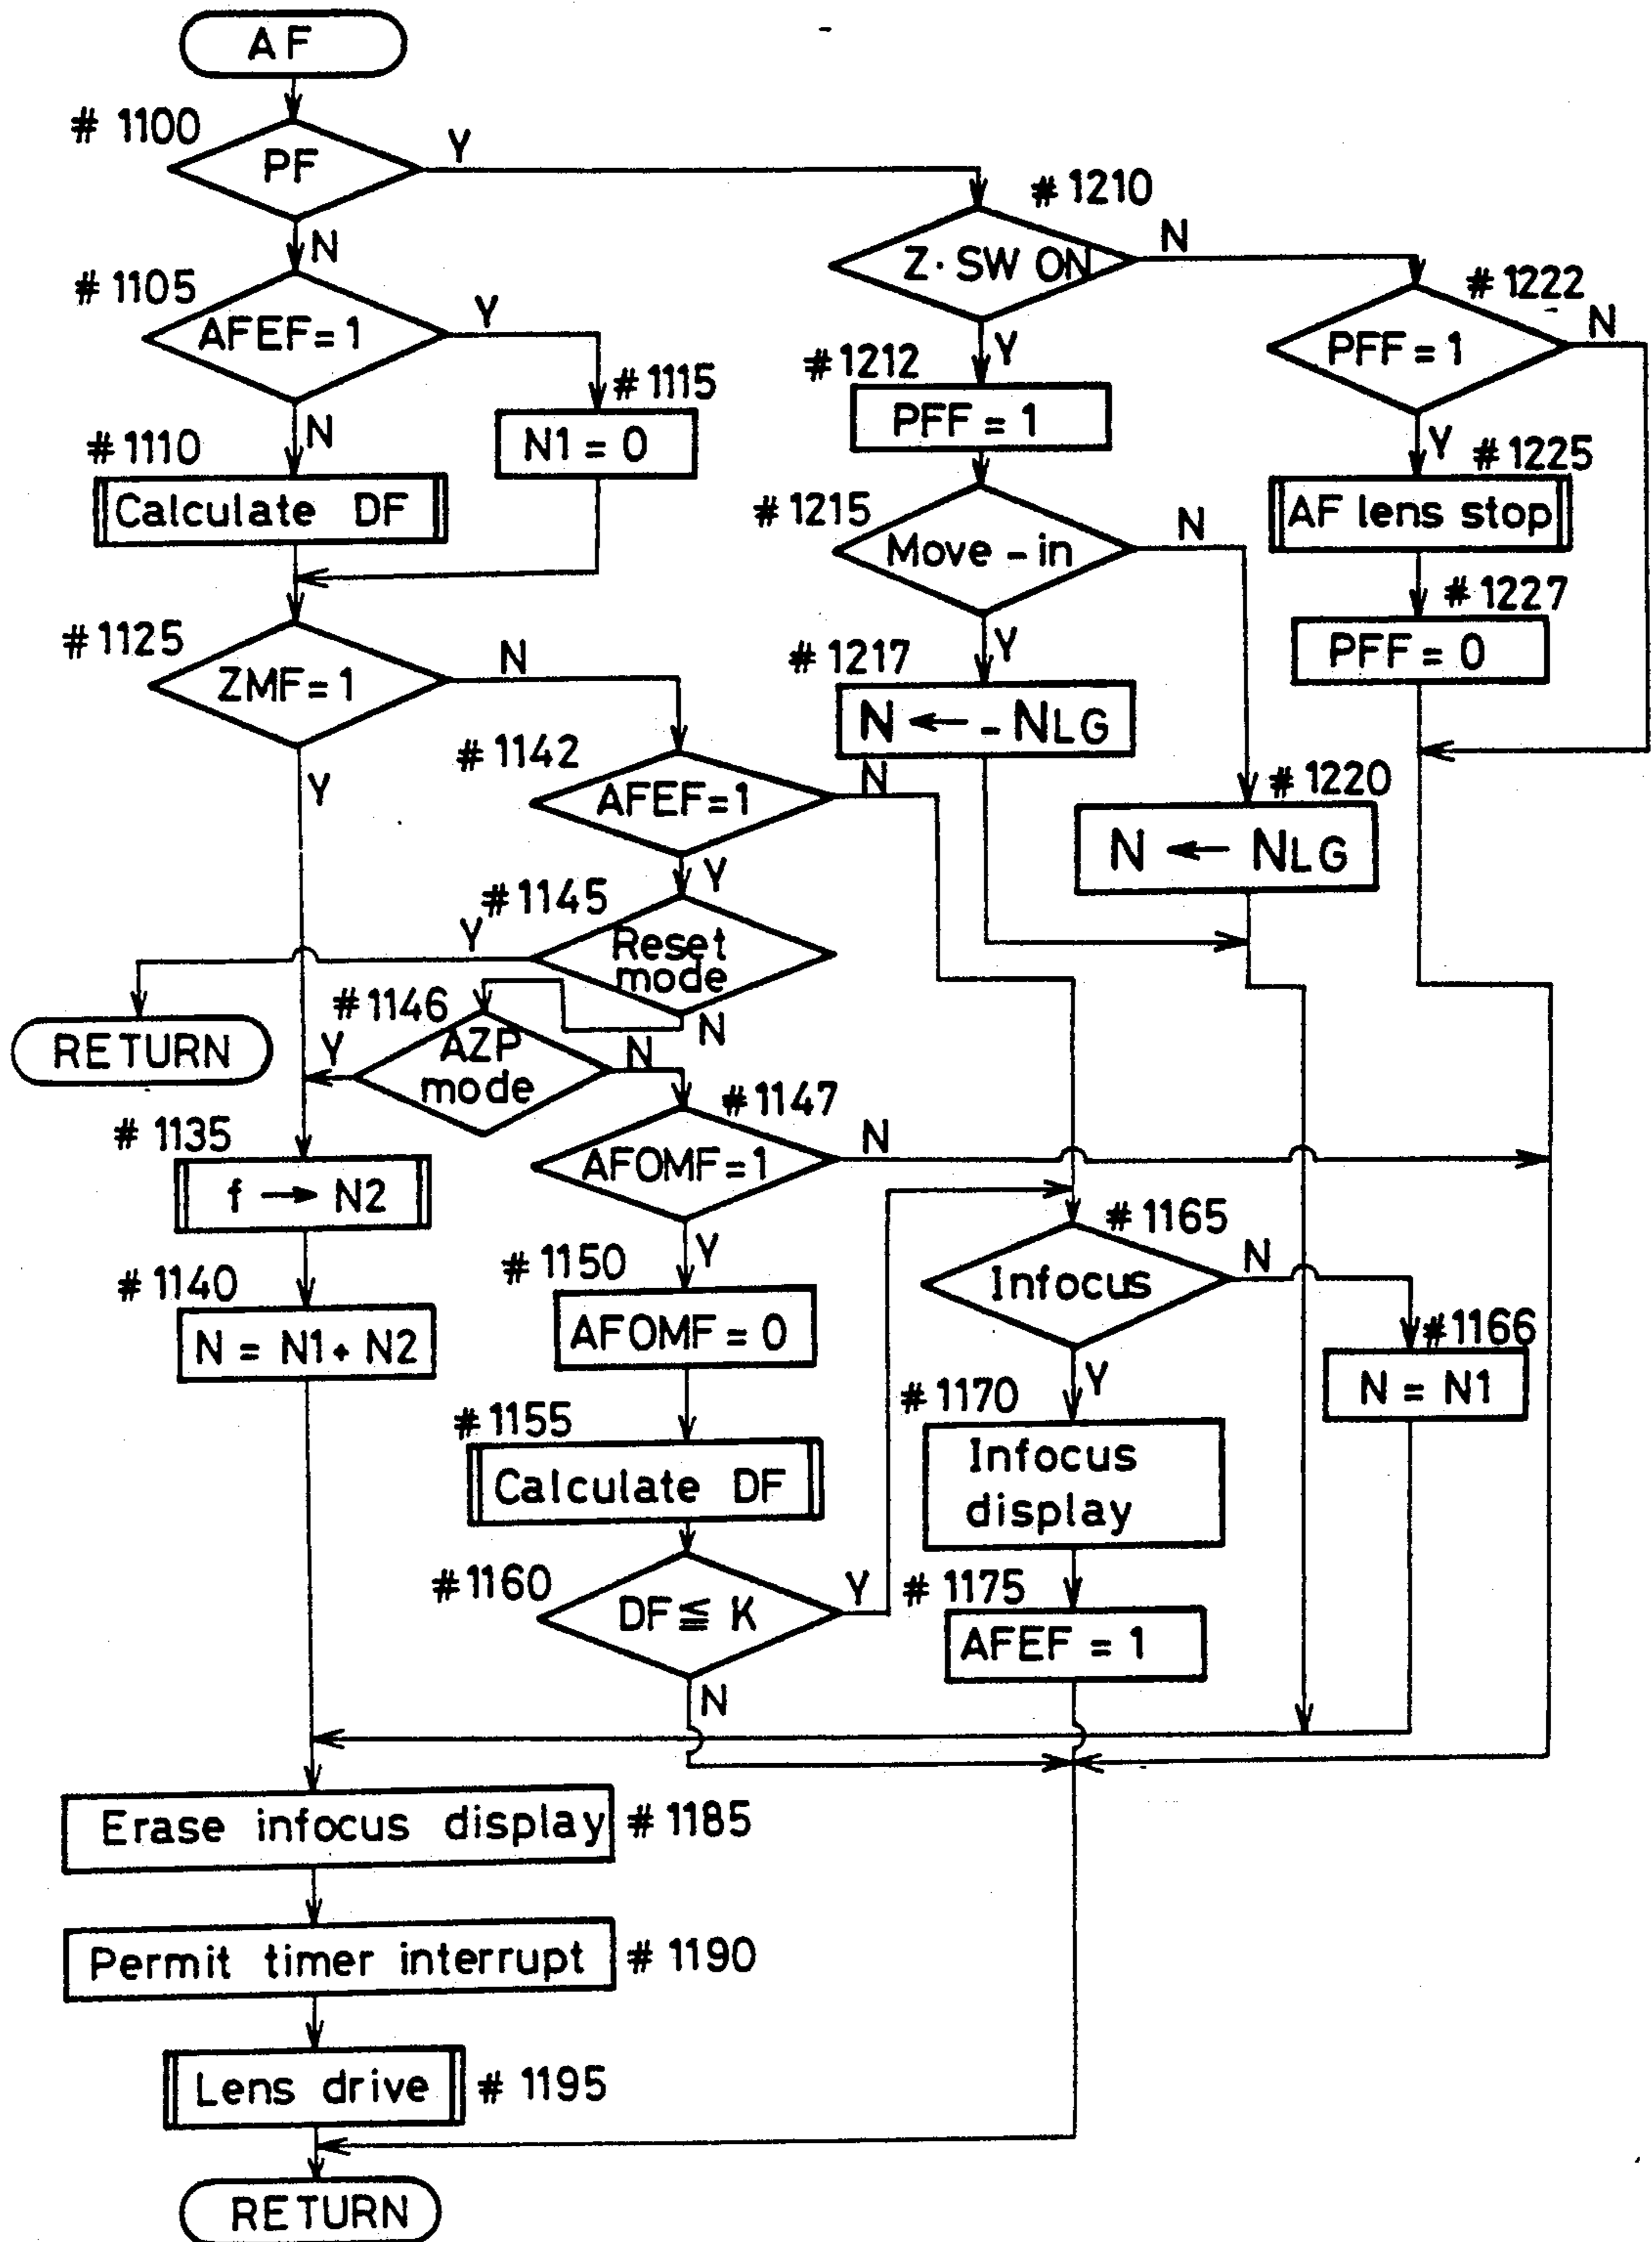 AF
# 1100
PF
Y
N
# 1210
Z·SW ON
N
Y
# 1105
AFEF=1
Y
N
# 1222
PFF=1
N
Y
# 1212
PFF=1
# 1115
N1=0
# 1110
Calculate DF
# 1225
AF lens stop
# 1215
Move-in
N
Y
# 1227
PFF=0
# 1125
ZMF=1
N
Y
# 1217
N ← -NLG
# 1142
AFEF=1
N
Y
# 1220
N ← NLG
# 1145
Reset
mode
Y
N
RETURN
# 1146
AZP
mode
Y
N
# 1147
AFOMF=1
N
Y
# 1135
f → N2
# 1165
Infocus
N
Y
# 1140
N = N1+N2
# 1150
AFOMF=0
# 1166
N = N1
# 1170
Infocus
display
# 1155
Calculate DF
# 1160
DF≦K
Y
N
# 1175
AFEF=1
Erase infocus display # 1185
Permit timer interrupt # 1190
Lens drive # 1195
RETURN